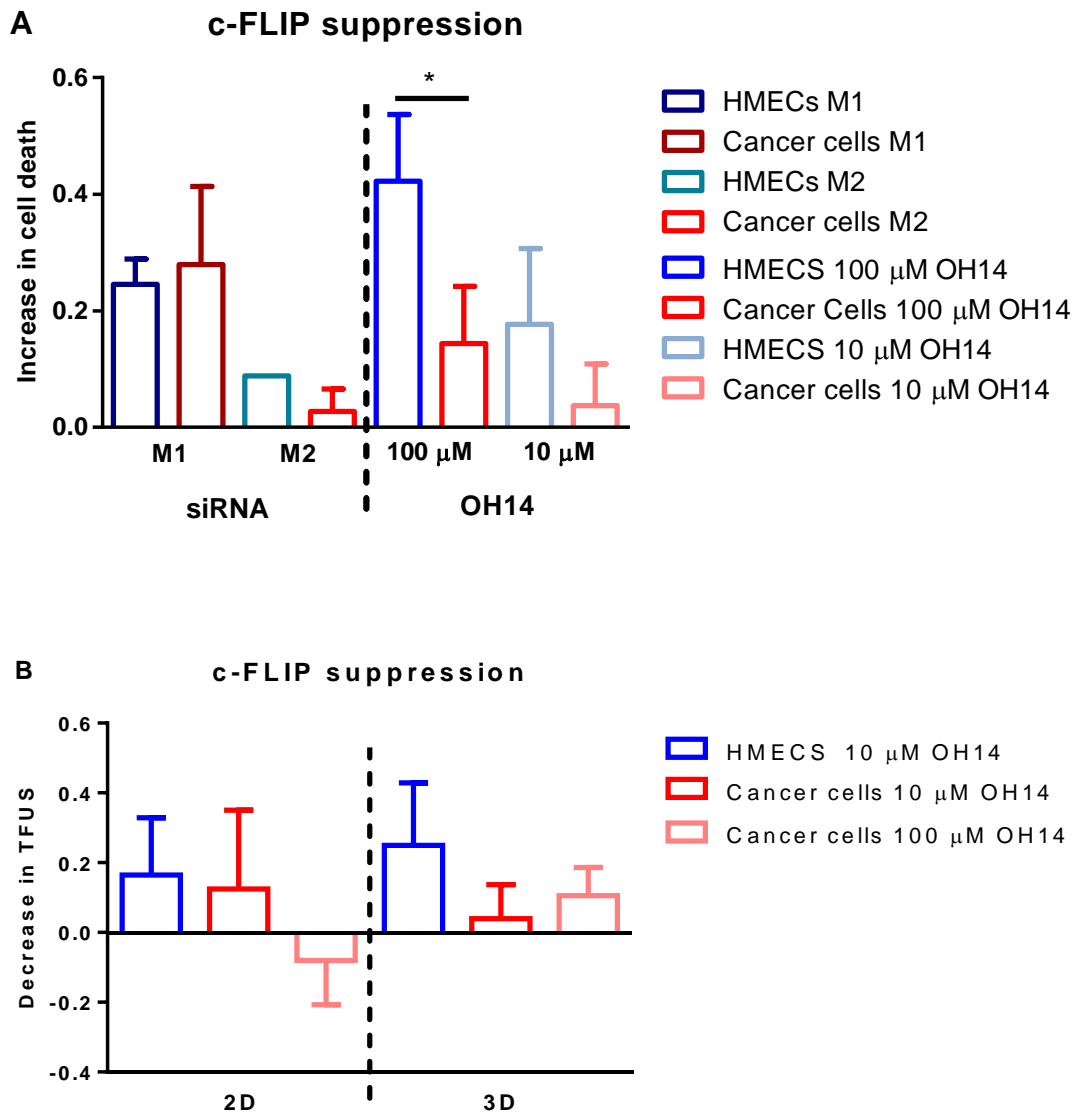 A
c-FLIP suppression
Increase in cell death
0.6
0.4
0.2
0.0
*
M1
M2
100 μM
10 μM
siRNA
OH14
HMECs M1
Cancer cells M1
HMECs M2
Cancer cells M2
HMECS 100 μM OH14
Cancer Cells 100 μM OH14
HMECS 10 μM OH14
Cancer cells 10 μM OH14
B
c-FLIP suppression
Decrease in TFUS
0.6
0.4
0.2
0.0
-0.2
-0.4
2D
3D
HMECS 10 μM OH14
Cancer cells 10 μM OH14
Cancer cells 100 μM OH14